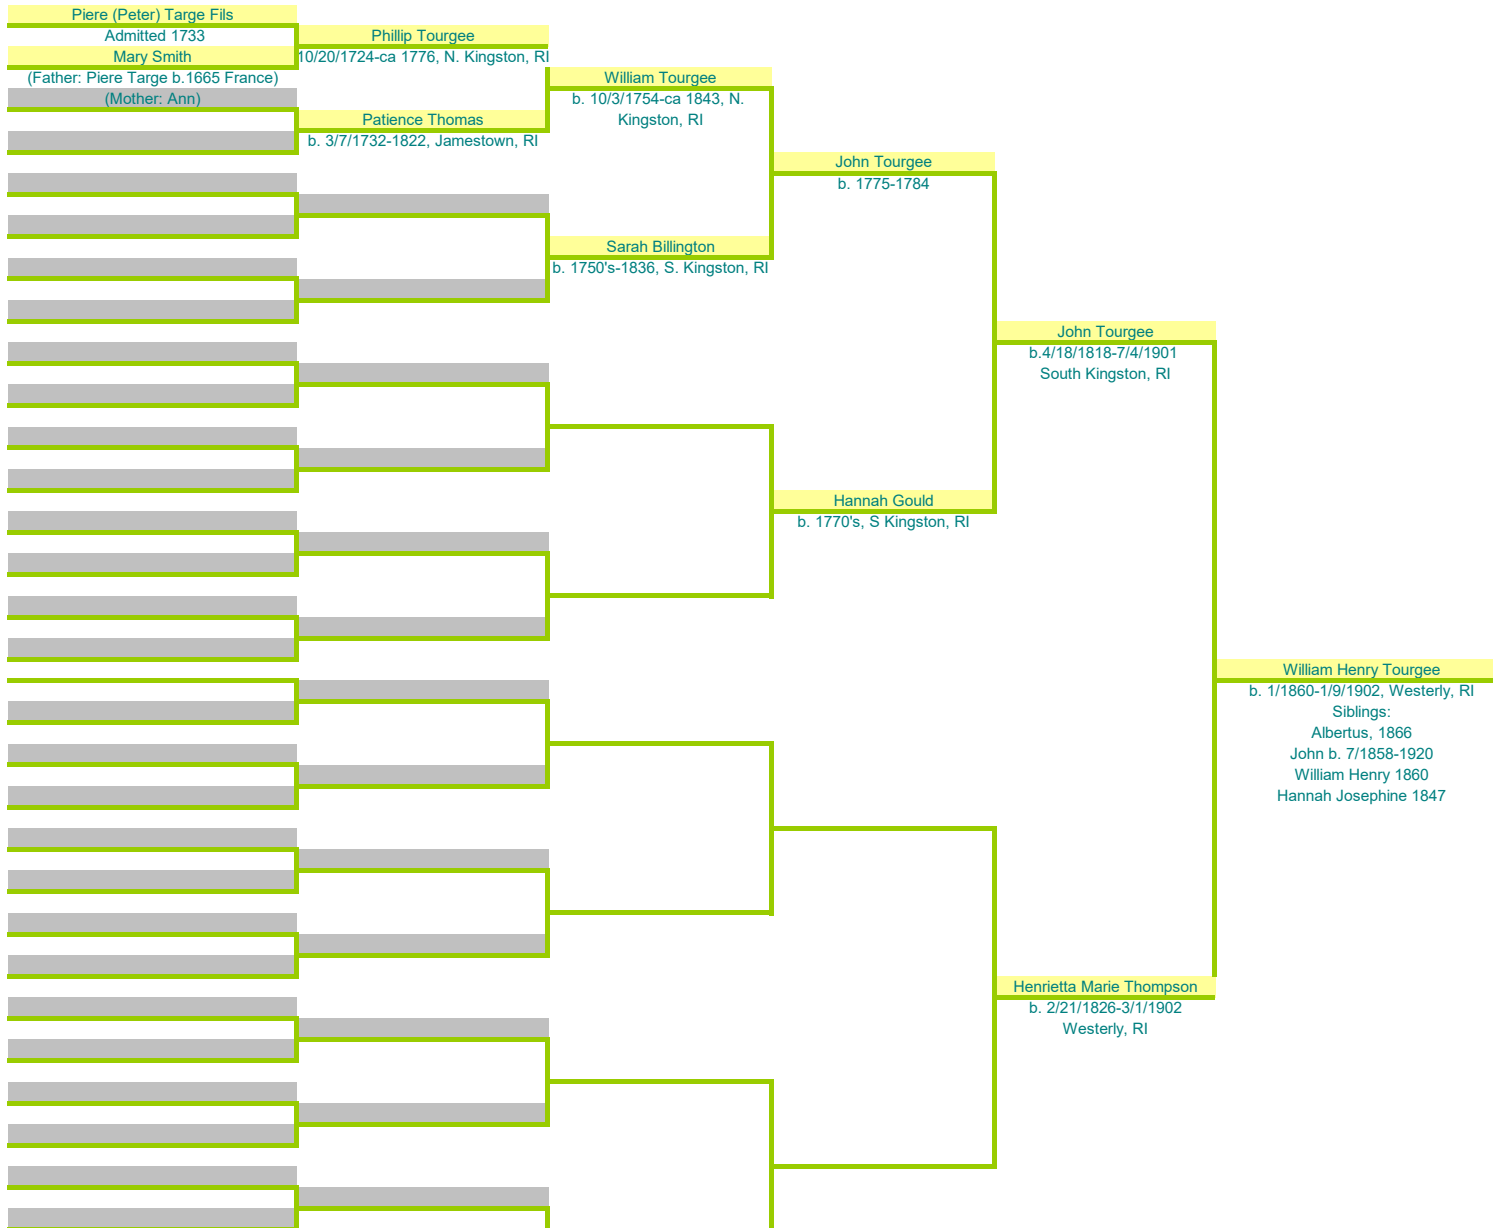 Piere (Peter) Targe Fils
Admitted 1733
Mary Smith
(Father: Piere Targe b.1665 France)
(Mother: Ann)
Phillip Tourgee
10/20/1724-ca 1776, N. Kingston, RI
Patience Thomas
b. 3/7/1732-1822, Jamestown, RI
William Tourgee
b. 10/3/1754-ca 1843, N.
Kingston, RI
Sarah Billington
b. 1750's-1836, S. Kingston, RI
John Tourgee
b. 1775-1784
Hannah Gould
b. 1770's, S Kingston, RI
John Tourgee
b.4/18/1818-7/4/1901
South Kingston, RI
Henrietta Marie Thompson
b. 2/21/1826-3/1/1902
Westerly, RI
William Henry Tourgee
b. 1/1860-1/9/1902, Westerly, RI
Siblings:
Albertus, 1866
John b. 7/1858-1920
William Henry 1860
Hannah Josephine 1847